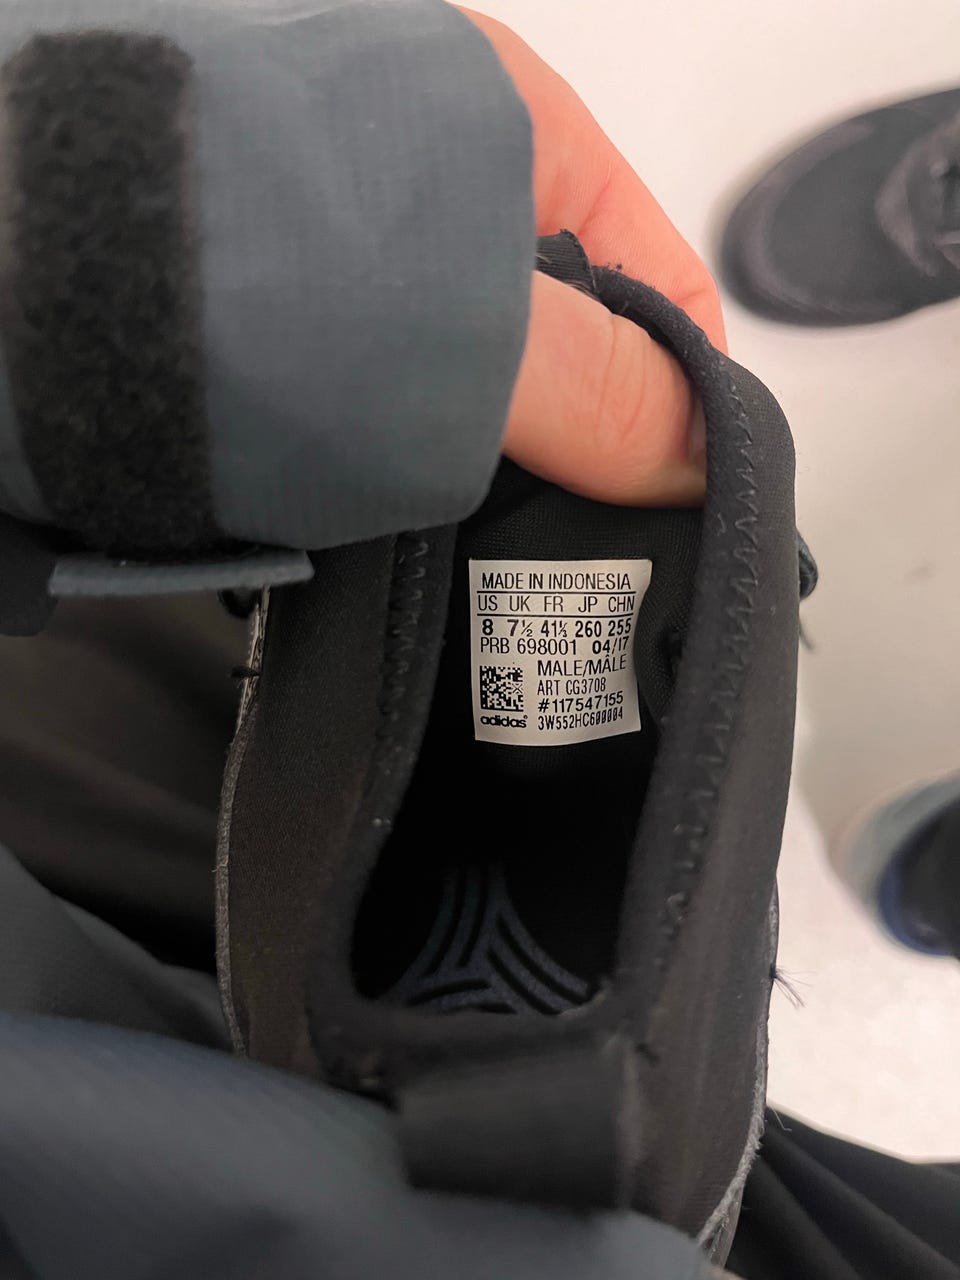 MADE IN INDONESIA
US UK FR JP CHN
8 7½ 41⅓ 260 255
PRB 698001 04/17
MALE/MÂLE
ART CG3708
#117547155
adidas® 3W552HC600004